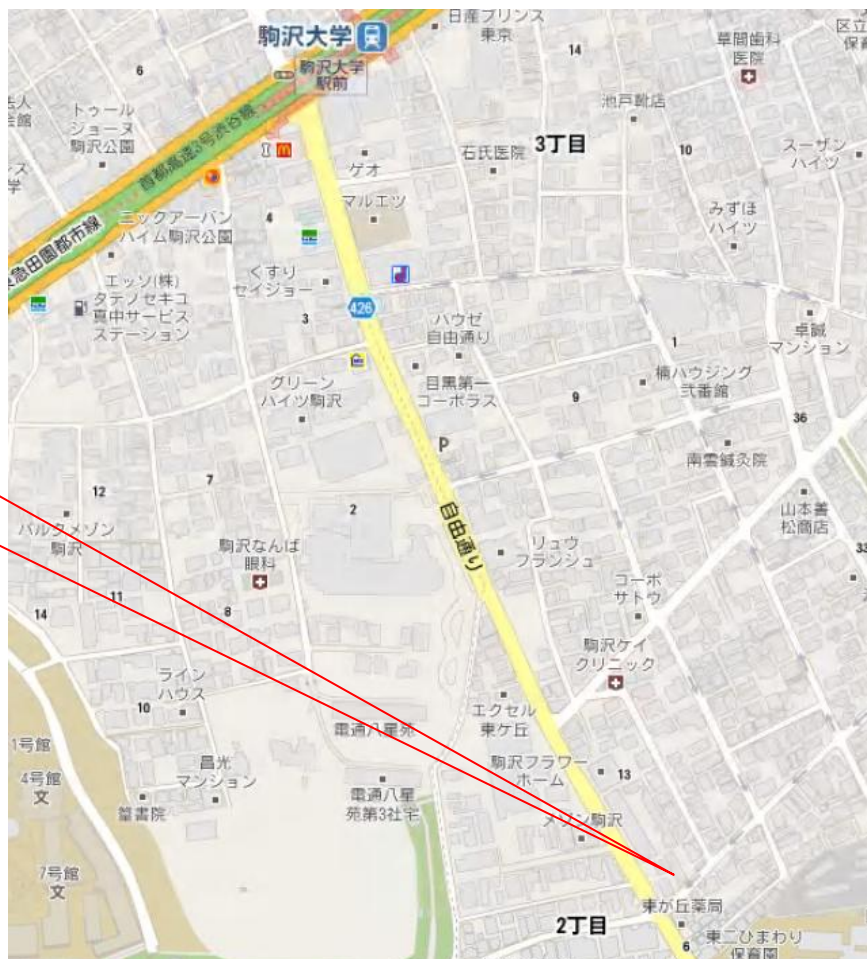 日産プリンス
東京
駒沢大学
駒沢大学
駅前
14
草間歯科
医院
区立
6
トゥール
ジョーヌ
駒沢公園
池戸靴店
3丁目
10
スーザン
ハイツ
首都高速3号渋谷線
ゲオ
石氏医院
マルエツ
みずほ
ハイツ
ニックアーバン
ハイム駒沢公園
4
急田園都市線
くすり
セイジョー
エッソ(株)
タテノセキユ
真中サービス
ステーション
426
3
ハウゼ
自由通り
1
卓誠
マンション
グリーン
ハイツ駒沢
目黒第一
コーポラス
9
楠ハウジング
弐番館
36
P
南雲鍼灸院
12
7
2
自由通り
山本善
松商店
パルタメゾン
駒沢
駒沢なんば
眼科
リュウ
フランシュ
33
コーポ
サトウ
11
14
8
駒沢ケイ
クリニック
ライン
ハウス
10
エクセル
東ケ丘
電通八星苑
1号館
4号館
文
昌光
マンション
駒沢フラワー
ホーム
13
篁書院
電通八星
苑第3社宅
メゾン駒沢
7号館
文
2丁目
東が丘薬局
6
東二ひまわり
保育園